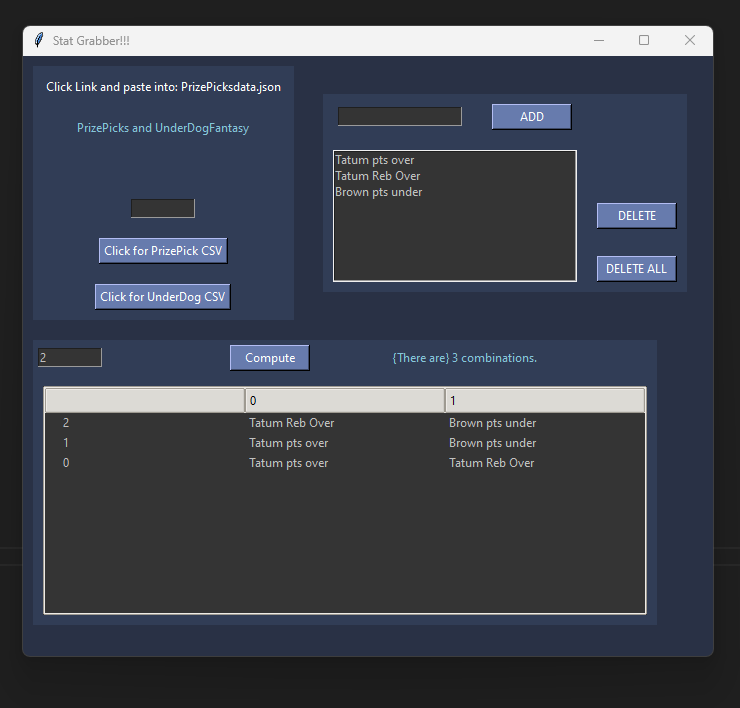 Stat Grabber!!!
Click Link and paste into: PrizePicksdata.json
PrizePicks and UnderDogFantasy
Click for PrizePick CSV
Click for UnderDog CSV
ADD
Tatum pts over
Tatum Reb Over
Brown pts under
DELETE
DELETE ALL
2 Compute {There are} 3 combinations.
0 1
2 Tatum Reb Over Brown pts under
1 Tatum pts over Brown pts under
0 Tatum pts over Tatum Reb Over